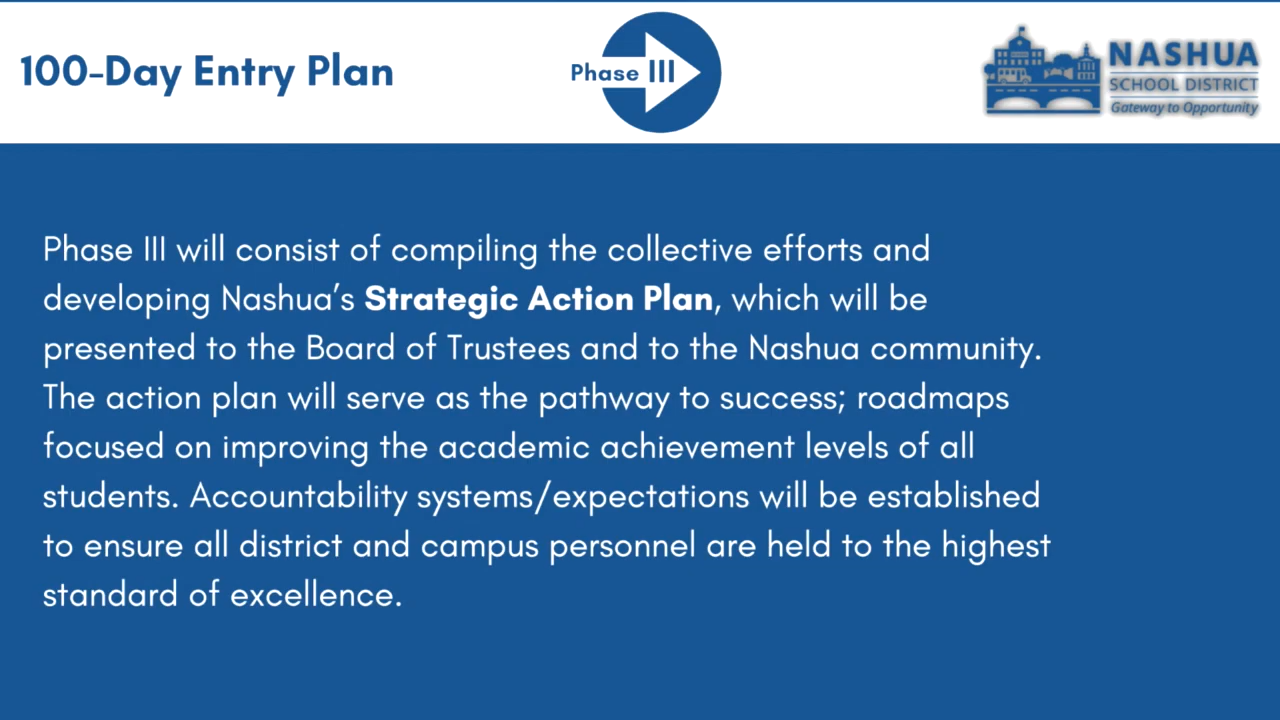 100-Day Entry Plan
Phase III
NASHUA
SCHOOL DISTRICT
Gateway to Opportunity
Phase III will consist of compiling the collective efforts and
developing Nashua’s Strategic Action Plan, which will be
presented to the Board of Trustees and to the Nashua community.
The action plan will serve as the pathway to success; roadmaps
focused on improving the academic achievement levels of all
students. Accountability systems/expectations will be established
to ensure all district and campus personnel are held to the highest
standard of excellence.